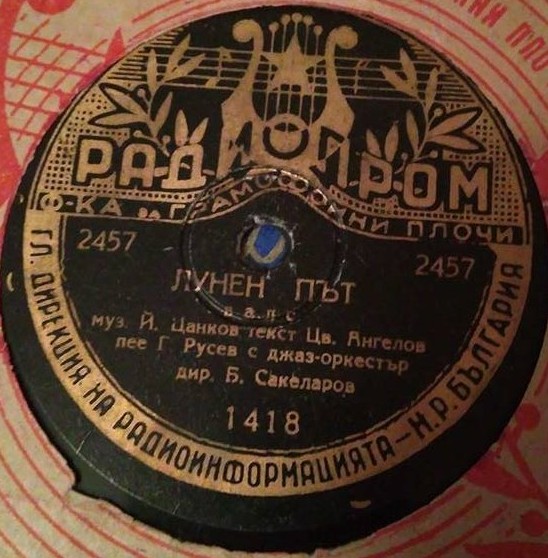 РАДИОПРОМ
Ф-КА за ГРАМОФОННИ ПЛОЧИ
2457 2457
ЛУНЕН ПЪТ
валс
муз. Й. Цанков текст Цв. Ангелов
пее Г. Русев с джаз-оркестър
дир. Б. Сакеларов
1418
ГЛ. ДИРЕКЦИЯ НА РАДИОИНФОРМАЦИЯТА – Н.Р. БЪЛГАРИЯ